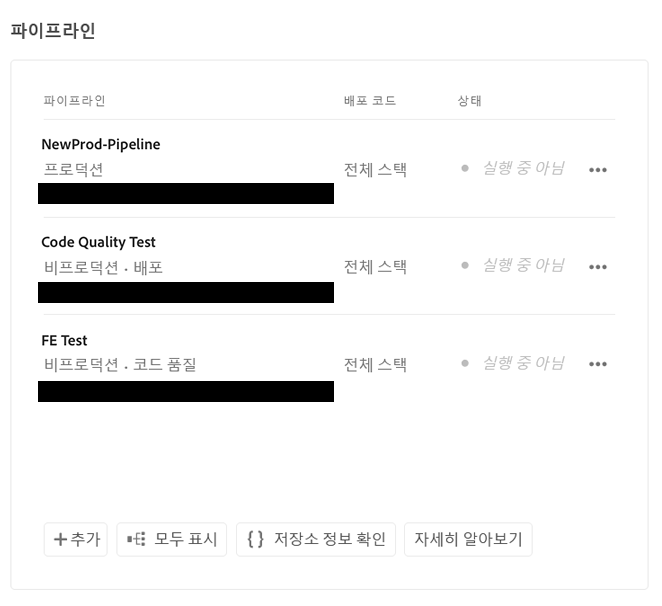 파이프라인
파이프라인 배포 코드 상태
NewProd-Pipeline
프로덕션 전체 스택 실행 중 아님
Code Quality Test
비프로덕션 · 배포 전체 스택 실행 중 아님
FE Test
비프로덕션 · 코드 품질 전체 스택 실행 중 아님
+ 추가 모두 표시 {} 저장소 정보 확인 자세히 알아보기